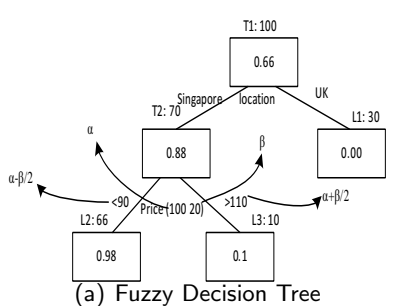 T1: 100
0.66
Singapore location UK
T2: 70
L1: 30
α
β
0.88
0.00
α-β/2
<90
Price (100 20)
>110
α+β/2
L2: 66
L3: 10
0.98
0.1
(a) Fuzzy Decision Tree